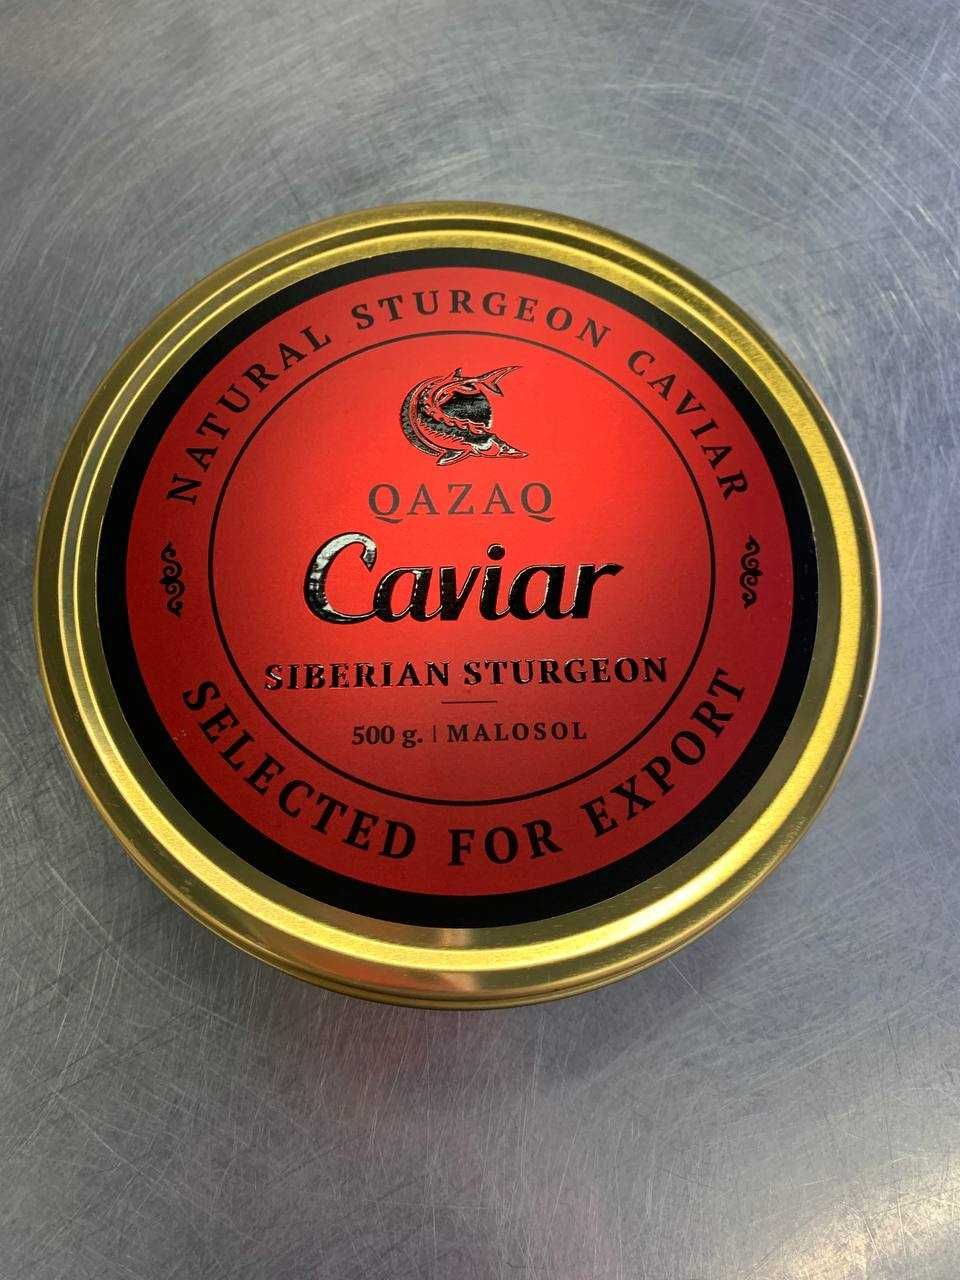 NATURAL STURGEON CAVIAR
QAZAQ
Caviar
SIBERIAN STURGEON
500 g. | MALOSOL
SELECTED FOR EXPORT